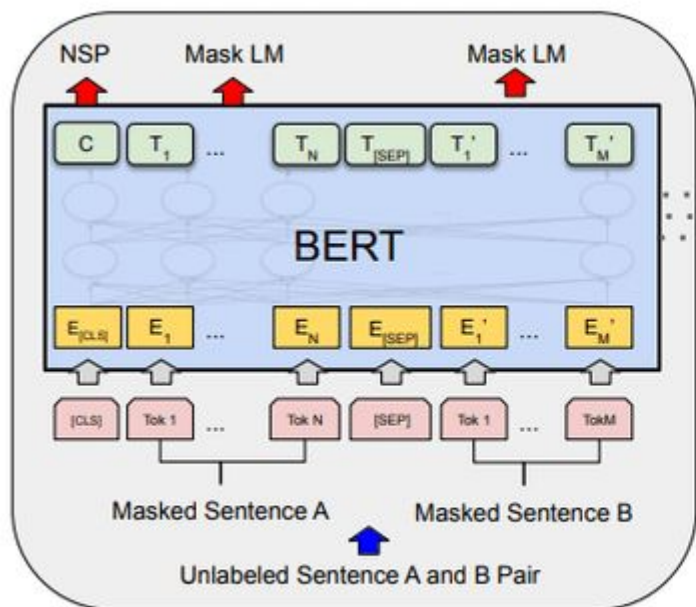 NSP Mask LM Mask LM
C T1 ... TN T[SEP] T1' ... TM'
BERT
E[CLS] E1 ... EN E[SEP] E1' ... EM'
[CLS] Tok 1 ... Tok N [SEP] Tok 1 ... TokM
Masked Sentence A Masked Sentence B
Unlabeled Sentence A and B Pair